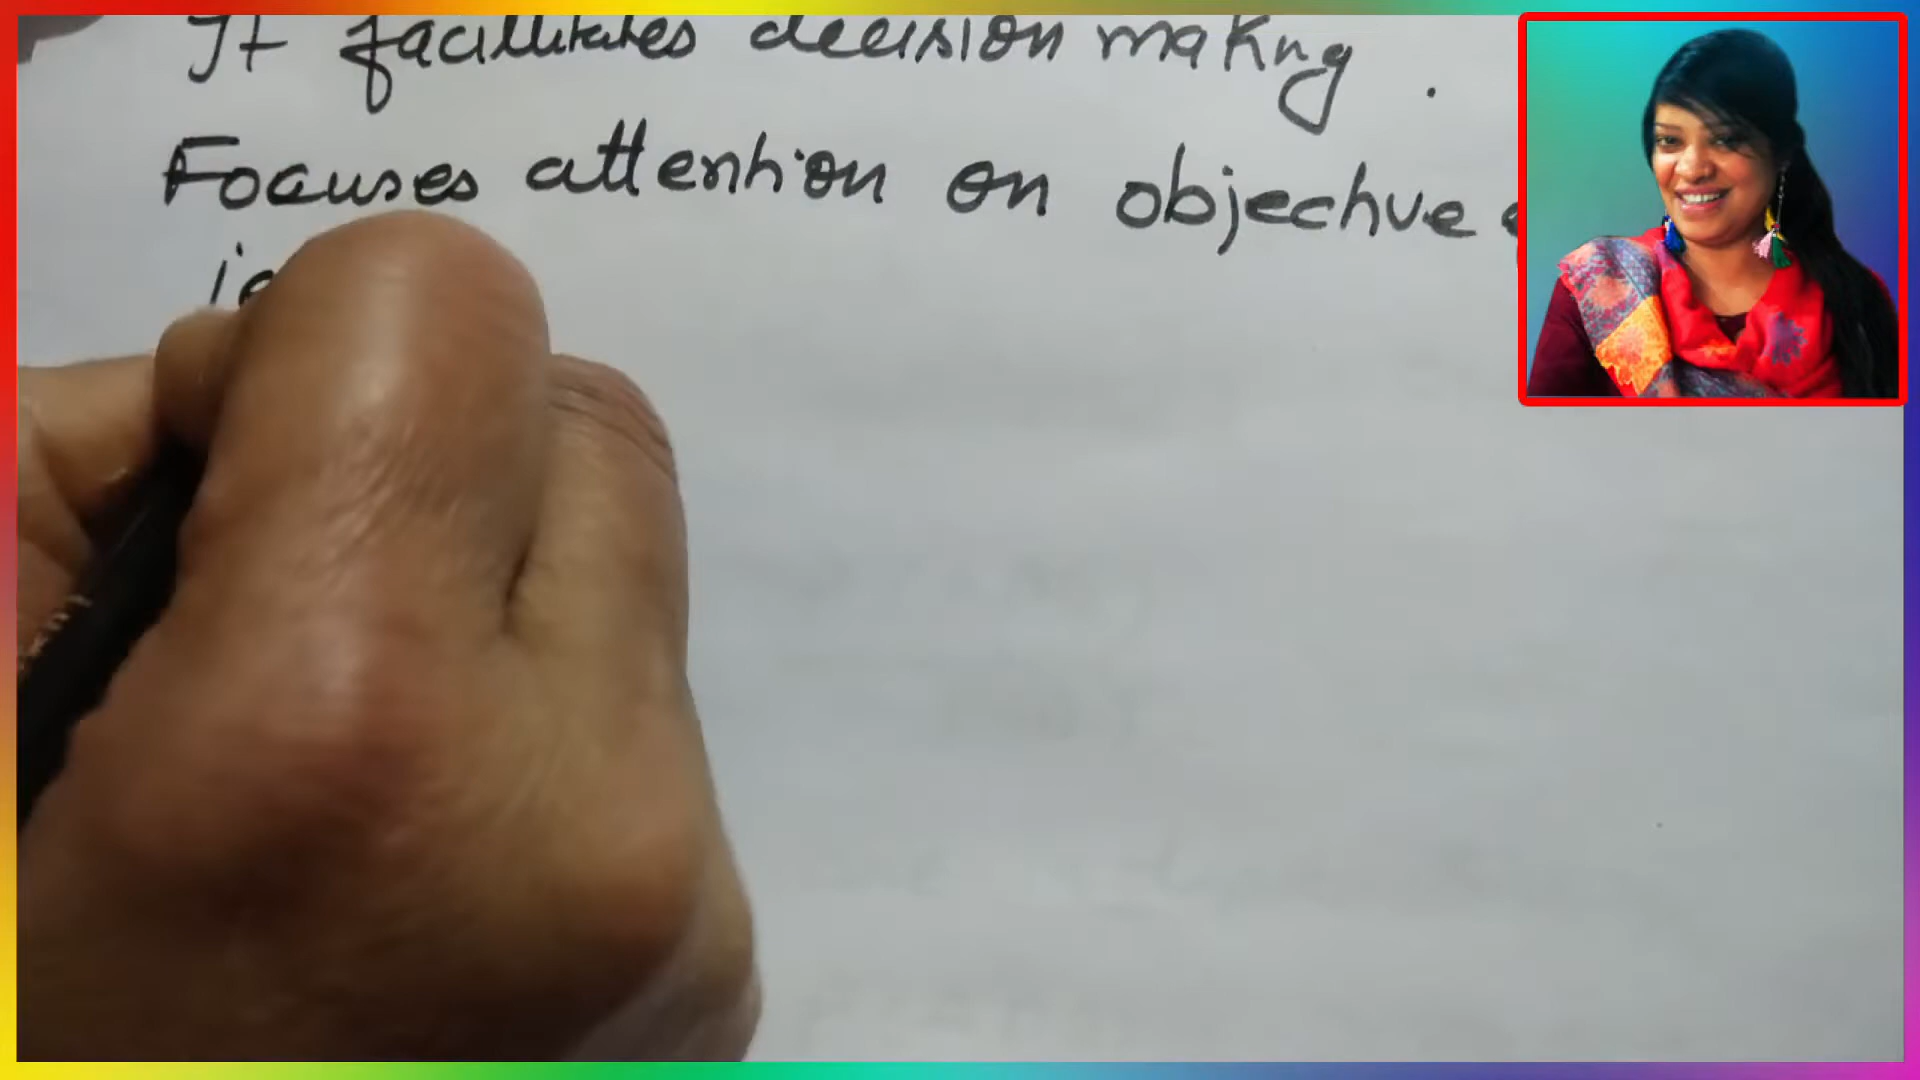 It facilitates decision making.
Focuses attention on objective